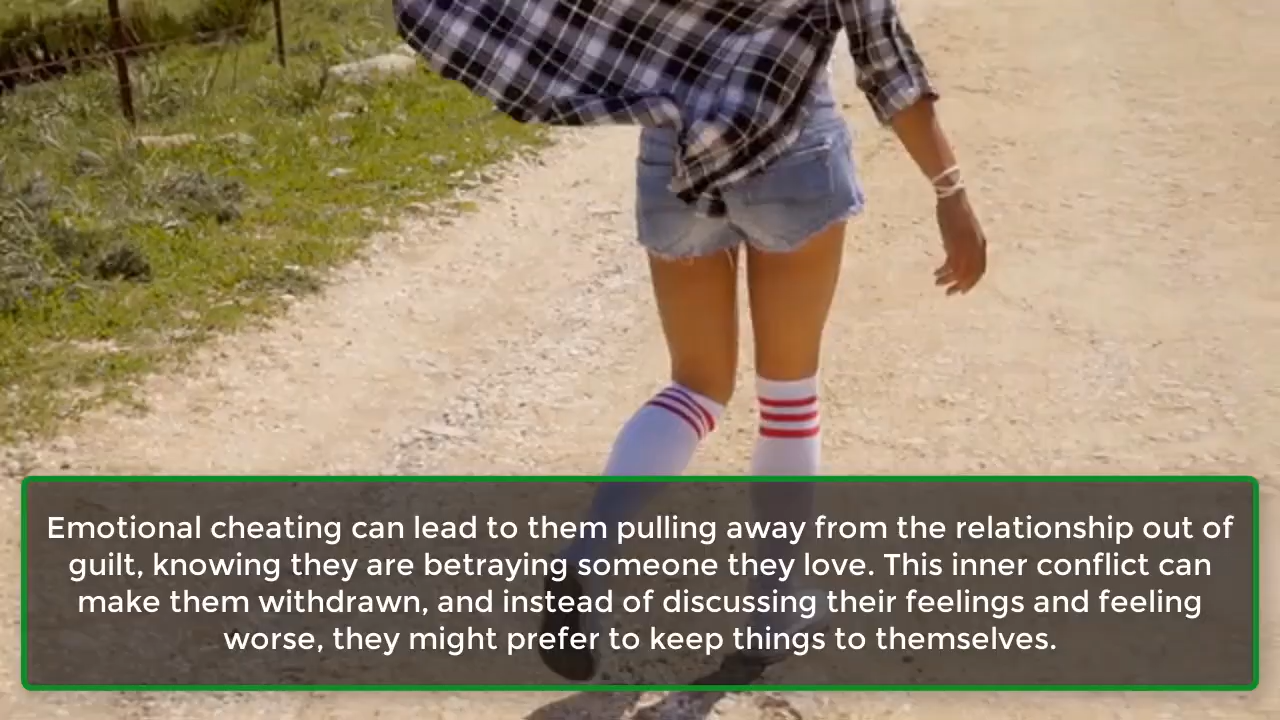 Emotional cheating can lead to them pulling away from the relationship out of
guilt, knowing they are betraying someone they love. This inner conflict can
make them withdrawn, and instead of discussing their feelings and feeling
worse, they might prefer to keep things to themselves.